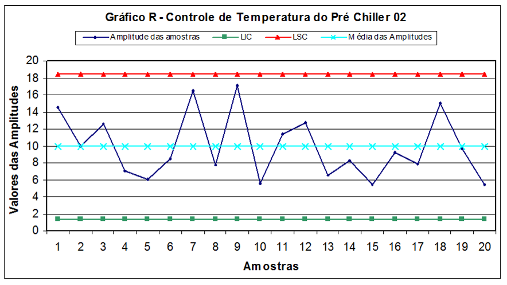 Gráfico R - Controle de Temperatura do Pré Chiller 02
Amplitude das amostras LIC LSC Média das Amplitudes
Valores das Amplitudes
20
18
16
14
12
10
8
6
4
2
0
1 2 3 4 5 6 7 8 9 10 11 12 13 14 15 16 17 18 19 20
Amostras